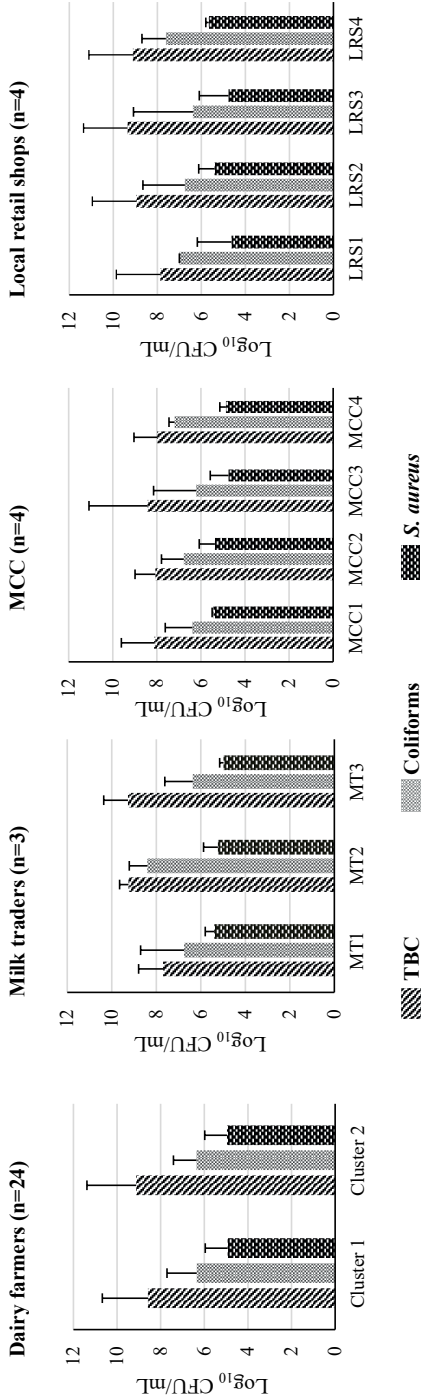 Dairy farmers (n=24)
Log₁₀ CFU/mL
12
10
8
6
4
2
0
Cluster 1
Cluster 2
Milk traders (n=3)
Log₁₀ CFU/mL
12
10
8
6
4
2
0
MT1
MT2
MT3
MCC (n=4)
Log₁₀ CFU/mL
12
10
8
6
4
2
0
MCC1
MCC2
MCC3
MCC4
Local retail shops (n=4)
Log₁₀ CFU/mL
12
10
8
6
4
2
0
LRS1
LRS2
LRS3
LRS4
TBC
Coliforms
S. aureus